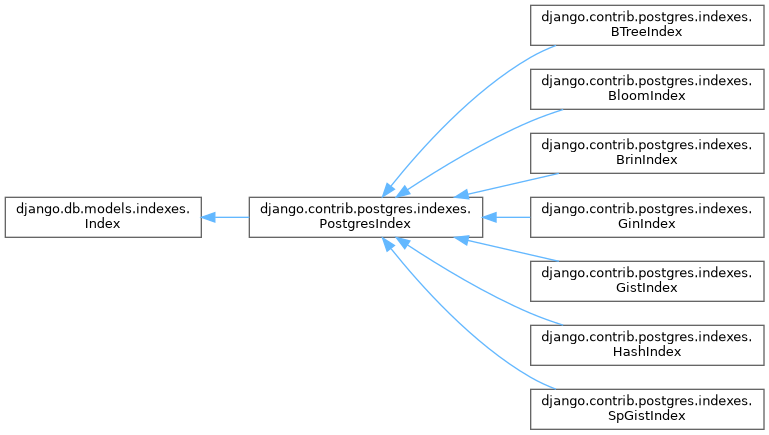 django.contrib.postgres.indexes.
BTreeIndex
django.contrib.postgres.indexes.
BloomIndex
django.contrib.postgres.indexes.
BrinIndex
django.db.models.indexes.
Index
django.contrib.postgres.indexes.
PostgresIndex
django.contrib.postgres.indexes.
GinIndex
django.contrib.postgres.indexes.
GistIndex
django.contrib.postgres.indexes.
HashIndex
django.contrib.postgres.indexes.
SpGistIndex